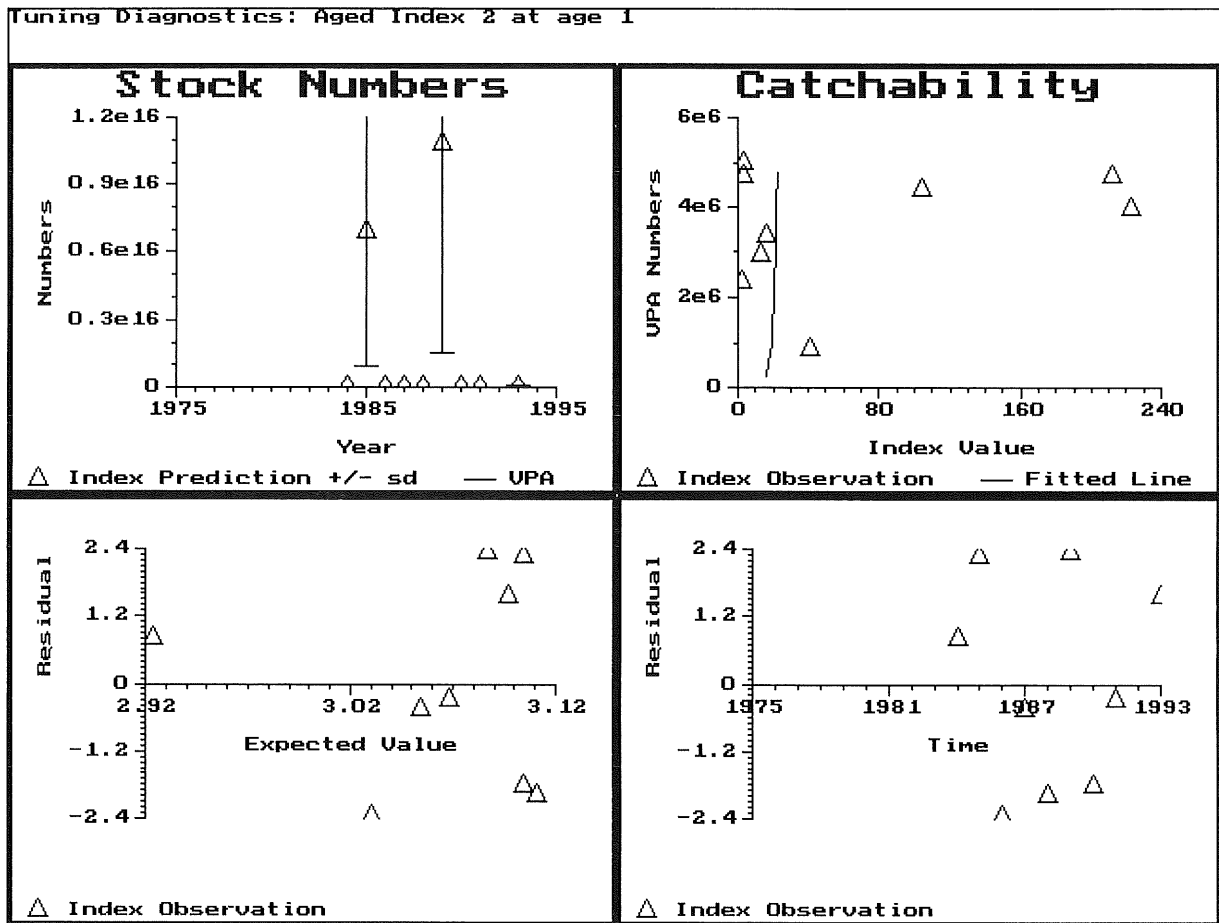 Tuning Diagnostics: Aged Index 2 at age 1
Stock Numbers
1.2e16
0.9e16
0.6e16
0.3e16
0
Numbers
1975 1985 1995
Year
Index Prediction +/- sd VPA
Catchability
6e6
4e6
2e6
0
VPA Numbers
0 80 160 240
Index Value
Index Observation Fitted Line
2.4
1.2
0
-1.2
-2.4
Residual
2.92 3.02 3.12
Expected Value
Index Observation
2.4
1.2
0
-1.2
-2.4
Residual
1975 1981 1987 1993
Time
Index Observation